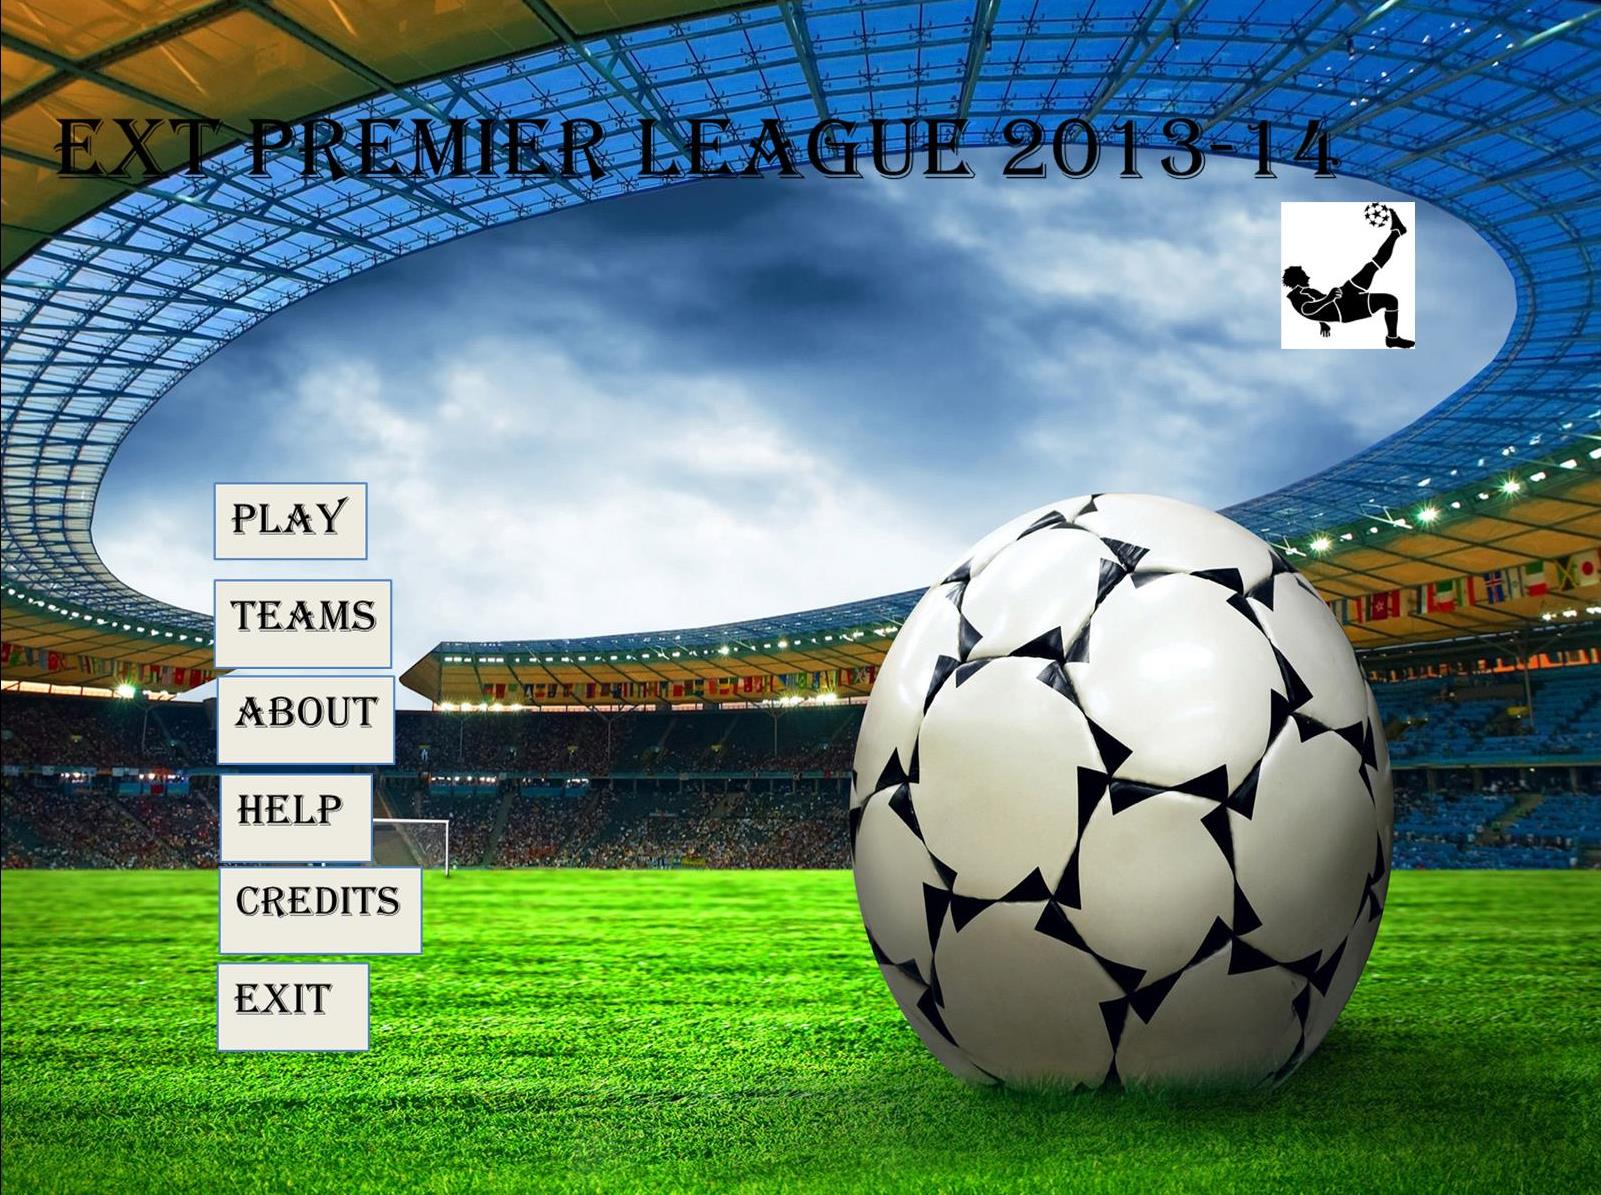 EXT PREMIER LEAGUE 2013-14
PLAY
TEAMS
ABOUT
HELP
CREDITS
EXIT